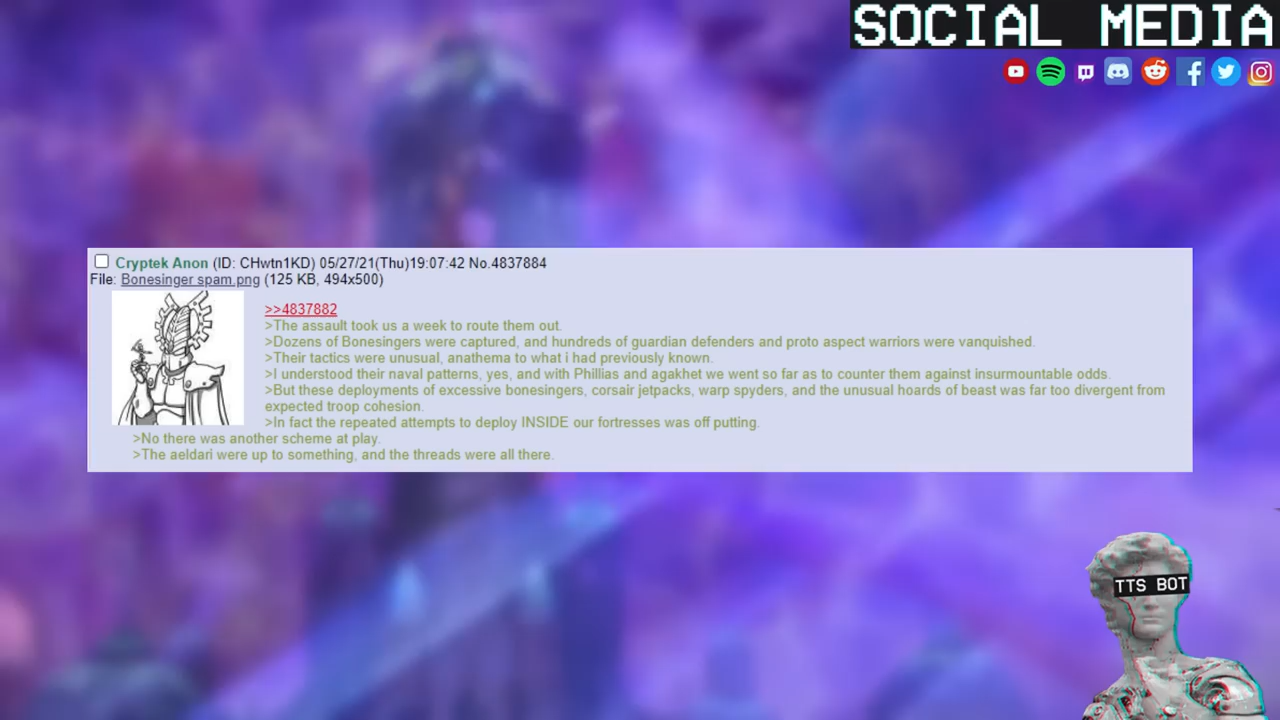 SOCIAL MEDIA
Cryptek Anon (ID: CHwtn1KD) 05/27/21(Thu)19:07:42 No.4837884
File: Bonesinger spam.png (125 KB, 494x500)
>>4837882
>The assault took us a week to route them out.
>Dozens of Bonesingers were captured, and hundreds of guardian defenders and proto aspect warriors were vanquished.
>Their tactics were unusual, anathema to what i had previously known.
>I understood their naval patterns, yes, and with Phillias and agakhet we went so far as to counter them against insurmountable odds.
>But these deployments of excessive bonesingers, corsair jetpacks, warp spyders, and the unusual hoards of beast was far too divergent from
expected troop cohesion.
>In fact the repeated attempts to deploy INSIDE our fortresses was off putting.
>No there was another scheme at play.
>The aeldari were up to something, and the threads were all there.
TTS BOT